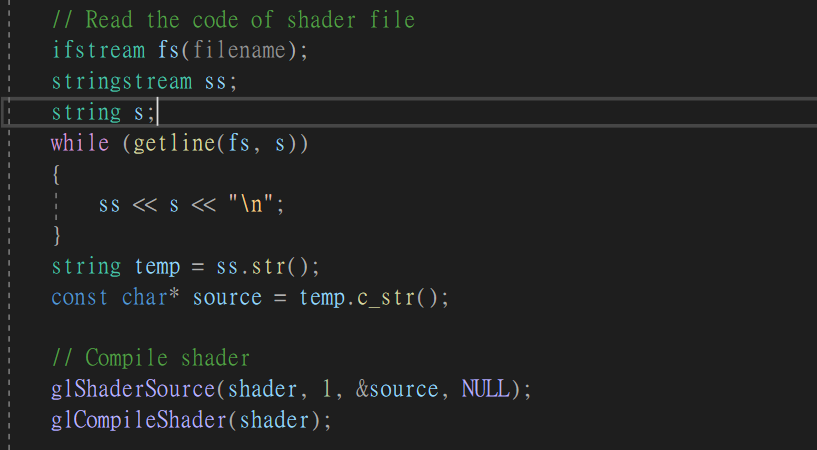 // Read the code of shader file
ifstream fs(filename);
stringstream ss;
string s;
while (getline(fs, s))
{
ss << s << "\n";
}
string temp = ss.str();
const char* source = temp.c_str();
// Compile shader
glShaderSource(shader, 1, &source, NULL);
glCompileShader(shader);